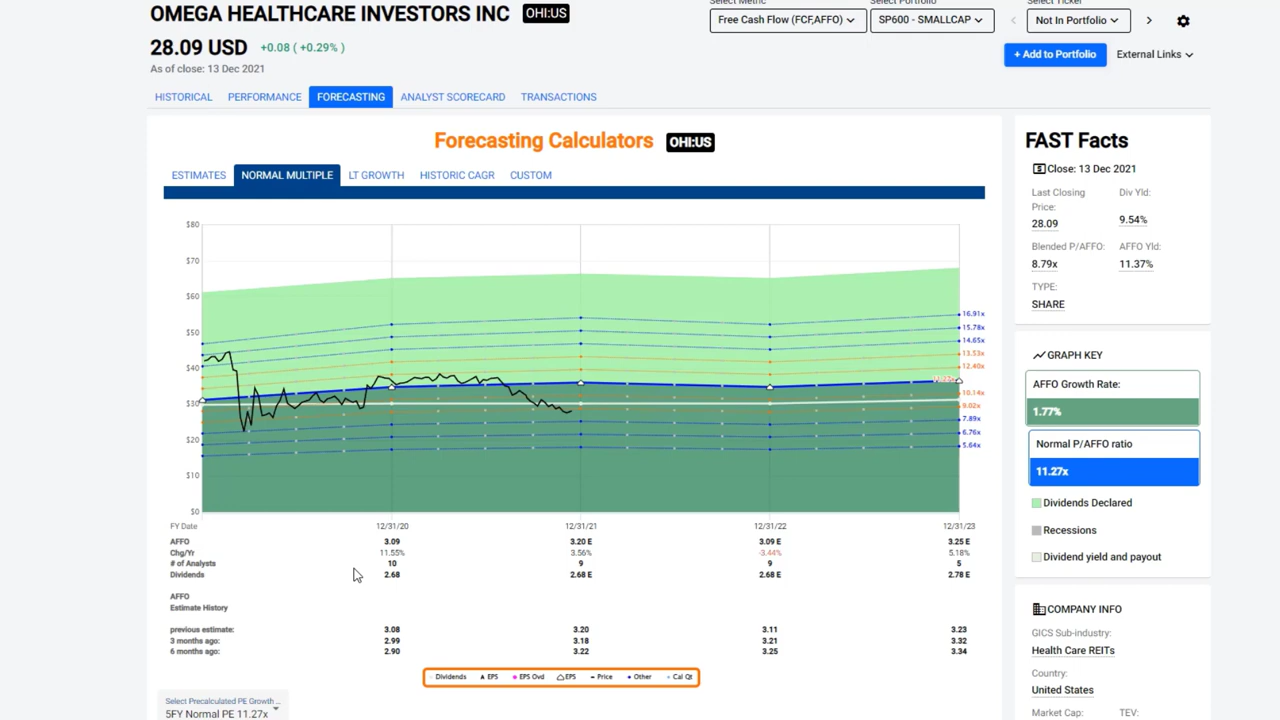 OMEGA HEALTHCARE INVESTORS INC OHI:US
Free Cash Flow (FCF,AFFO) SP600 - SMALLCAP Not In Portfolio
28.09 USD +0.08 ( +0.29% )
As of close: 13 Dec 2021
+ Add to Portfolio External Links
HISTORICAL PERFORMANCE FORECASTING ANALYST SCORECARD TRANSACTIONS
Forecasting Calculators OHI:US
ESTIMATES NORMAL MULTIPLE LT GROWTH HISTORIC CAGR CUSTOM
$80
$70
$60
$50
$40
$30
$20
$10
$0
16.91x
15.78x
14.65x
13.53x
12.40x
10.14x
9.02x
7.89x
6.76x
5.64x
FY Date 12/31/20 12/31/21 12/31/22 12/31/23
AFFO 3.09 3.20 E 3.09 E 3.25 E
Chg/Yr 11.55% 3.56% -3.44% 5.18%
# of Analysts 10 9 9 5
Dividends 2.68 2.68 E 2.68 E 2.78 E
AFFO
Estimate History
previous estimate: 3.08 3.20 3.11 3.23
3 months ago: 2.99 3.18 3.21 3.32
6 months ago: 2.90 3.22 3.25 3.34
Dividends EPS EPS Ovd EPS Price Other Cal Qt
Select Precalculated PE Growth ...
5FY Normal PE 11.27x
FAST Facts
Close: 13 Dec 2021
Last Closing Price: Div Yld:
28.09 9.54%
Blended P/AFFO: AFFO Yld:
8.79x 11.37%
TYPE:
SHARE
GRAPH KEY
AFFO Growth Rate:
1.77%
Normal P/AFFO ratio
11.27x
Dividends Declared
Recessions
Dividend yield and payout
COMPANY INFO
GICS Sub-industry:
Health Care REITs
Country:
United States
Market Cap: TEV: